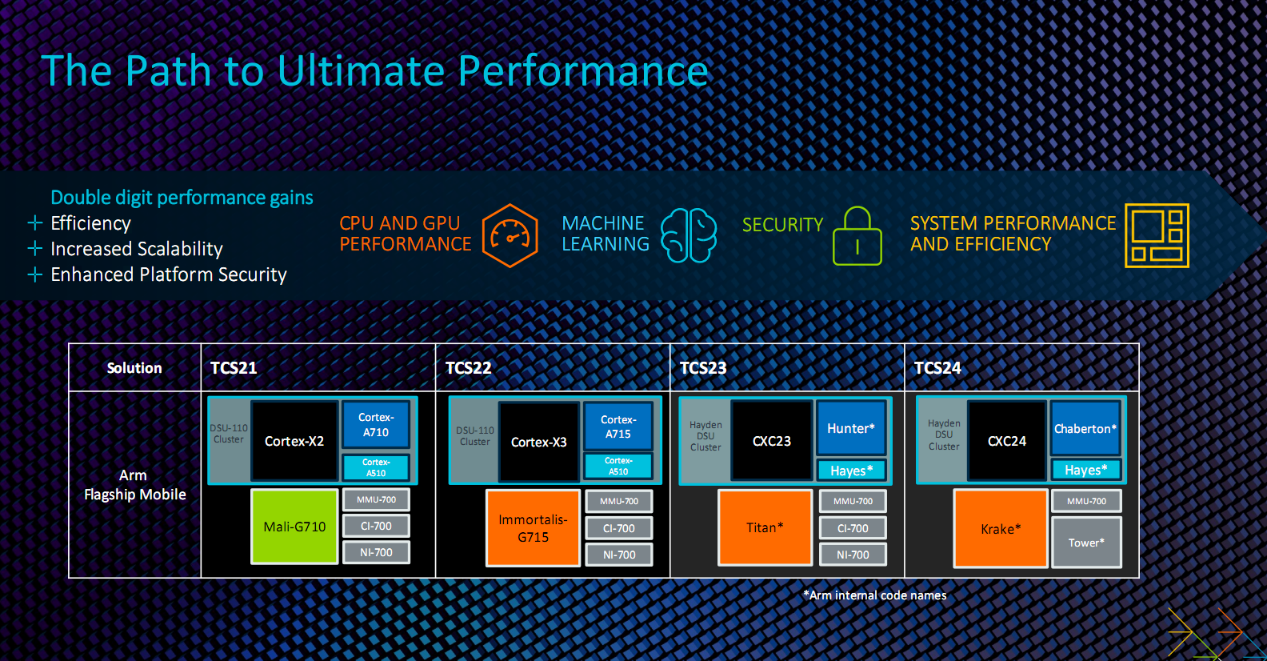 The Path to Ultimate Performance
Double digit performance gains
+ Efficiency
+ Increased Scalability
+ Enhanced Platform Security
CPU AND GPU
PERFORMANCE
MACHINE
LEARNING
SECURITY
SYSTEM PERFORMANCE
AND EFFICIENCY
Solution
TCS21
TCS22
TCS23
TCS24
Arm
Flagship Mobile
DSU-110
Cluster
Cortex-X2
Cortex-
A710
Cortex-
A510
Mali-G710
MMU-700
CI-700
NI-700
DSU-110
Cluster
Cortex-X3
Cortex-
A715
Cortex-
A510
Immortalis-
G715
MMU-700
CI-700
NI-700
Hayden
DSU
Cluster
CXC23
Hunter*
Hayes*
Titan*
MMU-700
CI-700
NI-700
Hayden
DSU
Cluster
CXC24
Chaberton*
Hayes*
Krake*
MMU-700
Tower*
*Arm internal code names